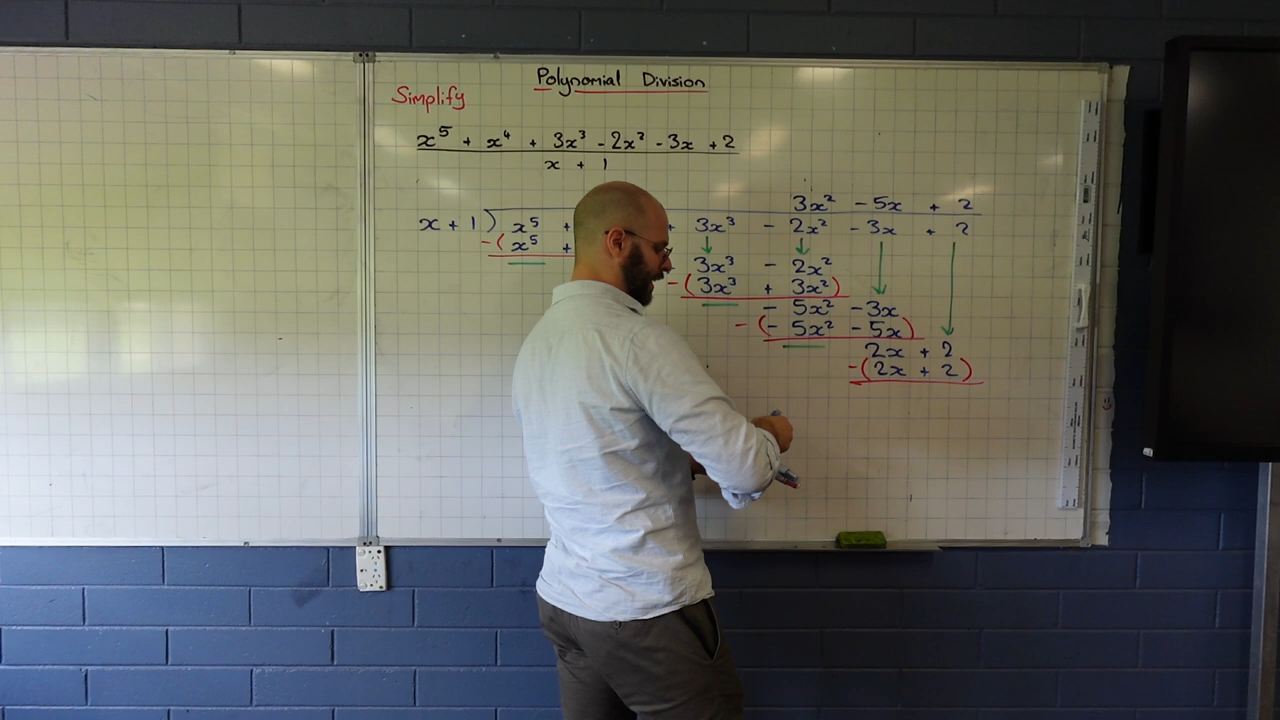 Polynomial Division
Simplify
x⁵ + x⁴ + 3x³ - 2x² - 3x + 2
x + 1
3x² - 5x + 2
x + 1 ) x⁵ + + 3x³ - 2x² - 3x + 2
-( x⁵ +
3x³ - 2x²
-( 3x³ + 3x² )
- 5x² - 3x
-( - 5x² - 5x )
2x + 2
-( 2x + 2 )